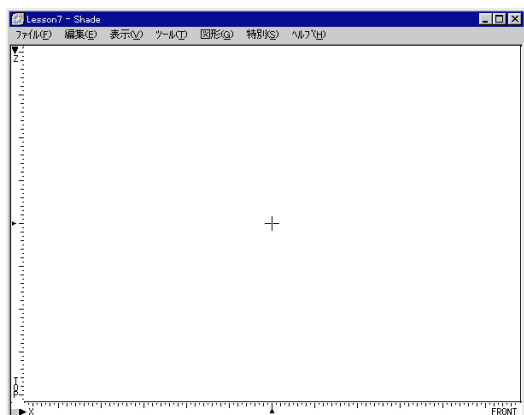 Lesson7 - Shade
ファイル(F) 編集(E) 表示(V) ツール(T) 図形(G) 特別(S) ヘルプ(H)
Z
TOP
X FRONT